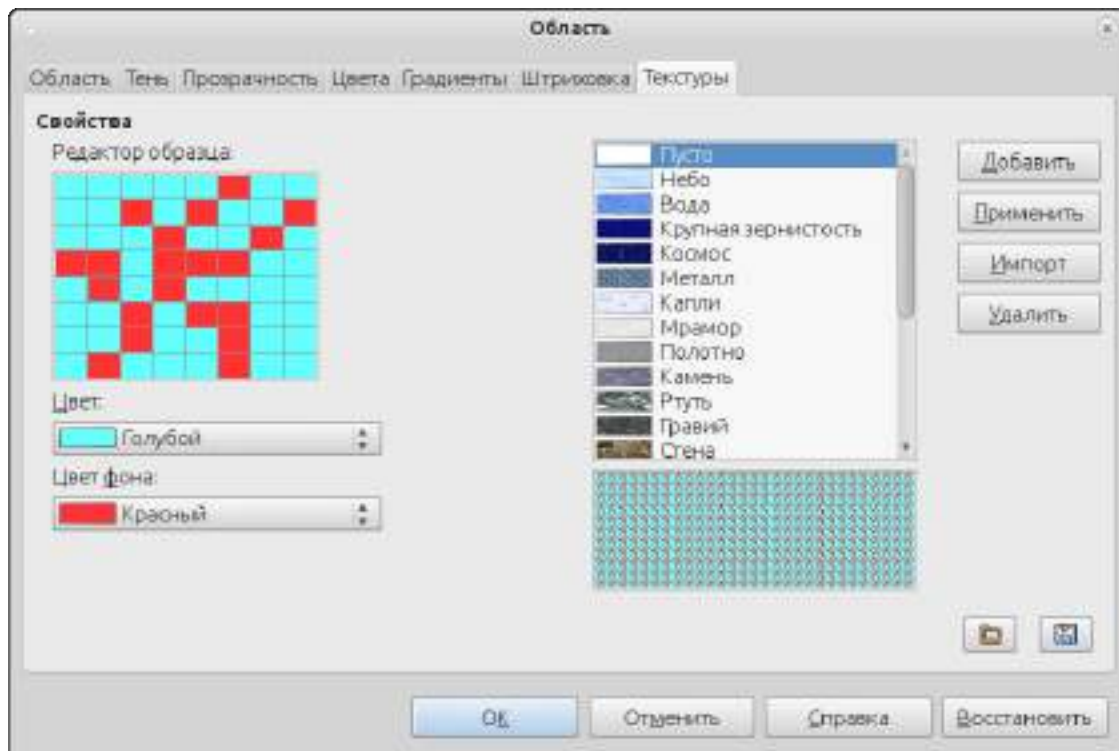 Область
Область Тень Прозрачность Цвета Градиенты Штриховка Текстуры
Свойства
Редактор образца:
Цвет:
Голубой
Цвет фона:
Красный
Пусто
Небо
Вода
Крупная зернистость
Космос
Металл
Капли
Мрамор
Полотно
Камень
Ртуть
Гравий
Стена
Добавить
Применить
Импорт
Удалить
ОК
Отменить
Справка
Восстановить